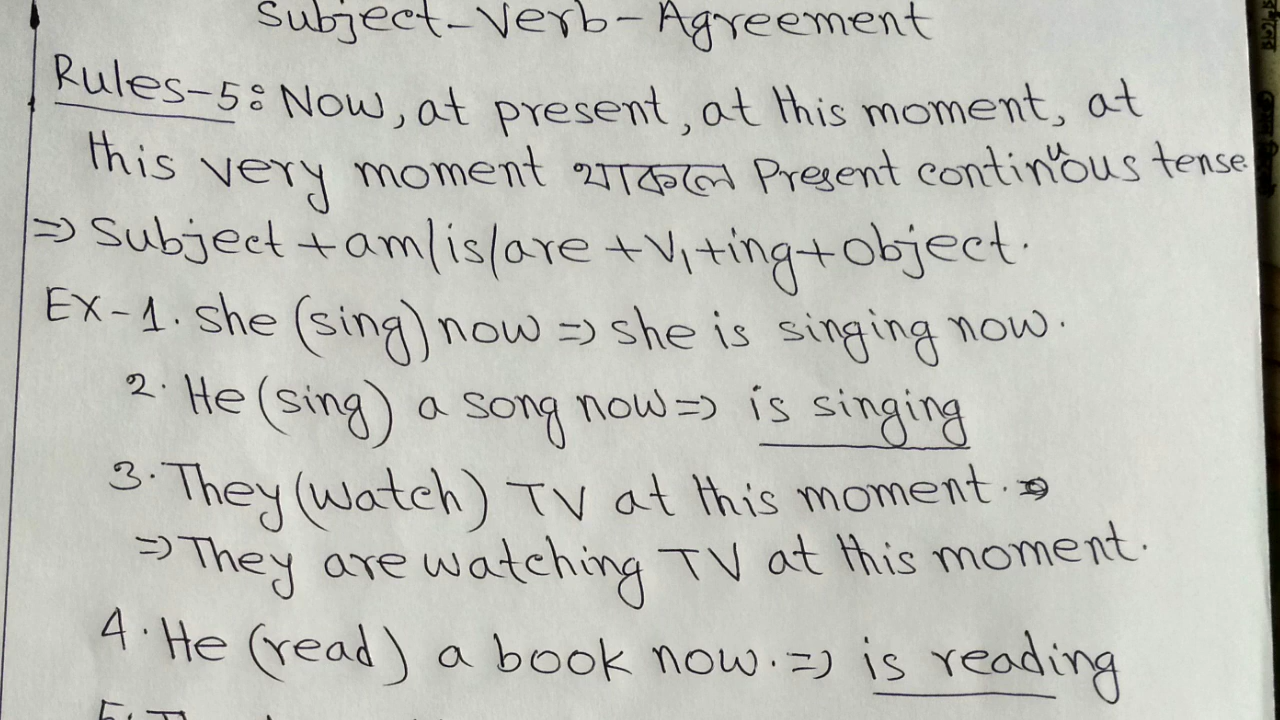 Subject-Verb-Agreement
Rules-5: Now, at present, at this moment, at
this very moment থাকলে Present continuous tense
⇒ Subject + am/is/are + V₁+ing+object.
EX-1. She (sing) now ⇒ she is singing now.
2. He (sing) a song now ⇒ is singing
3. They (watch) TV at this moment. ⇒
⇒ They are watching TV at this moment.
4. He (read) a book now. ⇒ is reading